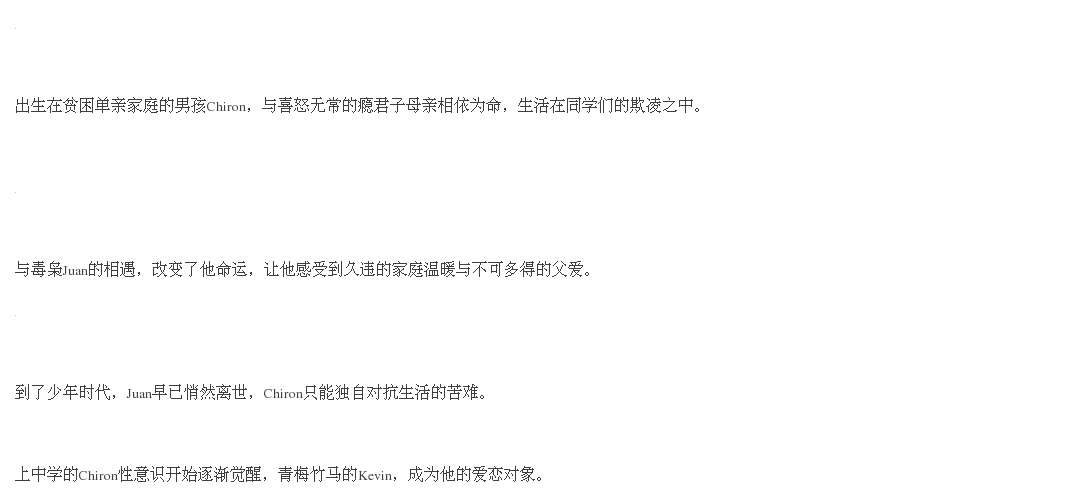 出生在贫困单亲家庭的男孩Chiron，与喜怒无常的瘾君子母亲相依为命，生活在同学们的欺凌之中。
与毒枭Juan的相遇，改变了他命运，让他感受到久违的家庭温暖与不可多得的父爱。
到了少年时代，Juan早已悄然离世，Chiron只能独自对抗生活的苦难。
上中学的Chiron性意识开始逐渐觉醒，青梅竹马的Kevin，成为他的爱恋对象。